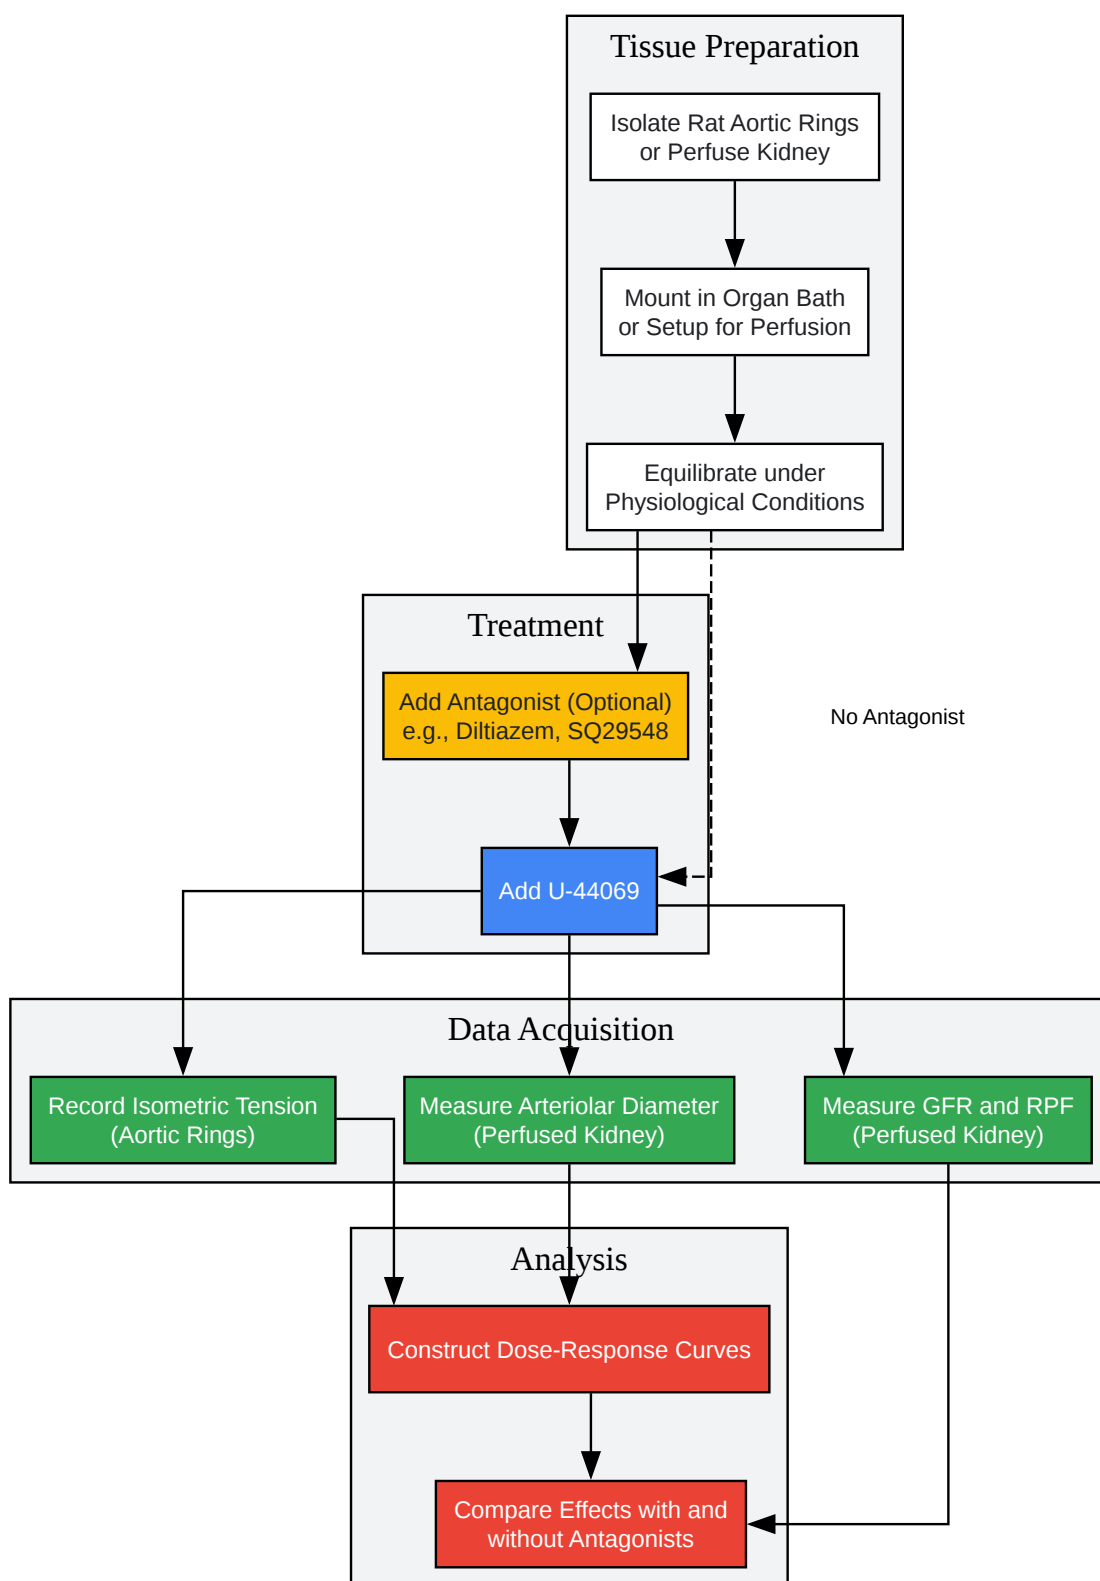 Tissue Preparation
Isolate Rat Aortic Rings
or Perfuse Kidney
Mount in Organ Bath
or Setup for Perfusion
Equilibrate under
Physiological Conditions
Treatment
Add Antagonist (Optional)
e.g., Diltiazem, SQ29548
No Antagonist
Add U-44069
Data Acquisition
Record Isometric Tension
(Aortic Rings)
Measure Arteriolar Diameter
(Perfused Kidney)
Measure GFR and RPF
(Perfused Kidney)
Analysis
Construct Dose-Response Curves
Compare Effects with and
without Antagonists